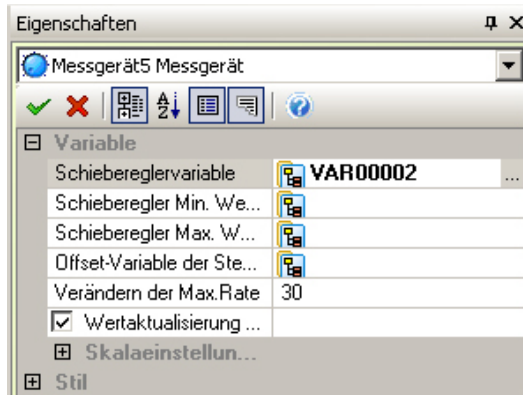 Eigenschaften
Messgerät5 Messgerät
Variable
Schiebereglervariable VAR00002 ...
Schieberegler Min. We...
Schieberegler Max. W...
Offset-Variable der Ste...
Verändern der Max.Rate 30
Wertaktualisierung ...
Skalaeinstellun...
Stil